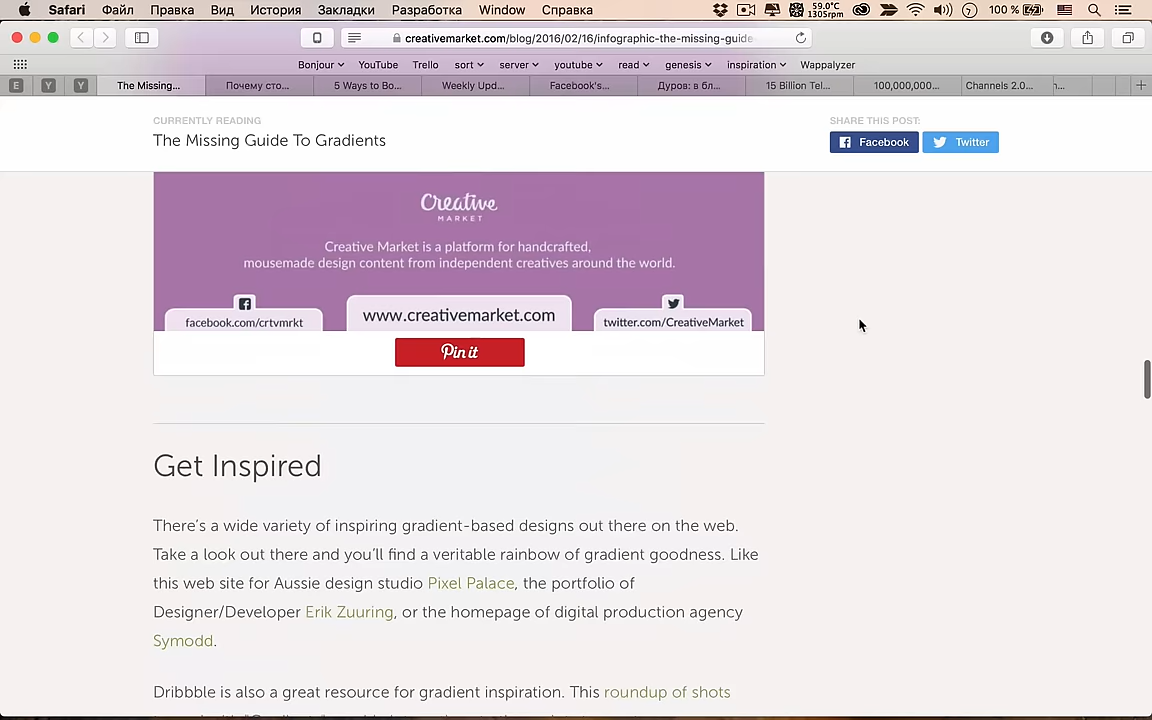 Safari Файл Правка Вид История Закладки Разработка Window Справка 59.0°C 1305rpm 100 %
creativemarket.com/blog/2016/02/16/infographic-the-missing-guide-
Bonjour YouTube Trello sort server youtube read genesis inspiration Wappalyzer
E Y Y The Missing... Почему сто... 5 Ways to Bo... Weekly Upd... Facebook's... Дуров: в бл... 15 Billion Tel... 100,000,000... Channels 2.0...
CURRENTLY READING
The Missing Guide To Gradients
SHARE THIS POST:
Facebook Twitter
Creative
MARKET
Creative Market is a platform for handcrafted,
mousemade design content from independent creatives around the world.
facebook.com/crtvmrkt www.creativemarket.com twitter.com/CreativeMarket
Pin it
Get Inspired
There's a wide variety of inspiring gradient-based designs out there on the web.
Take a look out there and you'll find a veritable rainbow of gradient goodness. Like
this web site for Aussie design studio Pixel Palace, the portfolio of
Designer/Developer Erik Zuuring, or the homepage of digital production agency
Symodd.
Dribbble is also a great resource for gradient inspiration. This roundup of shots